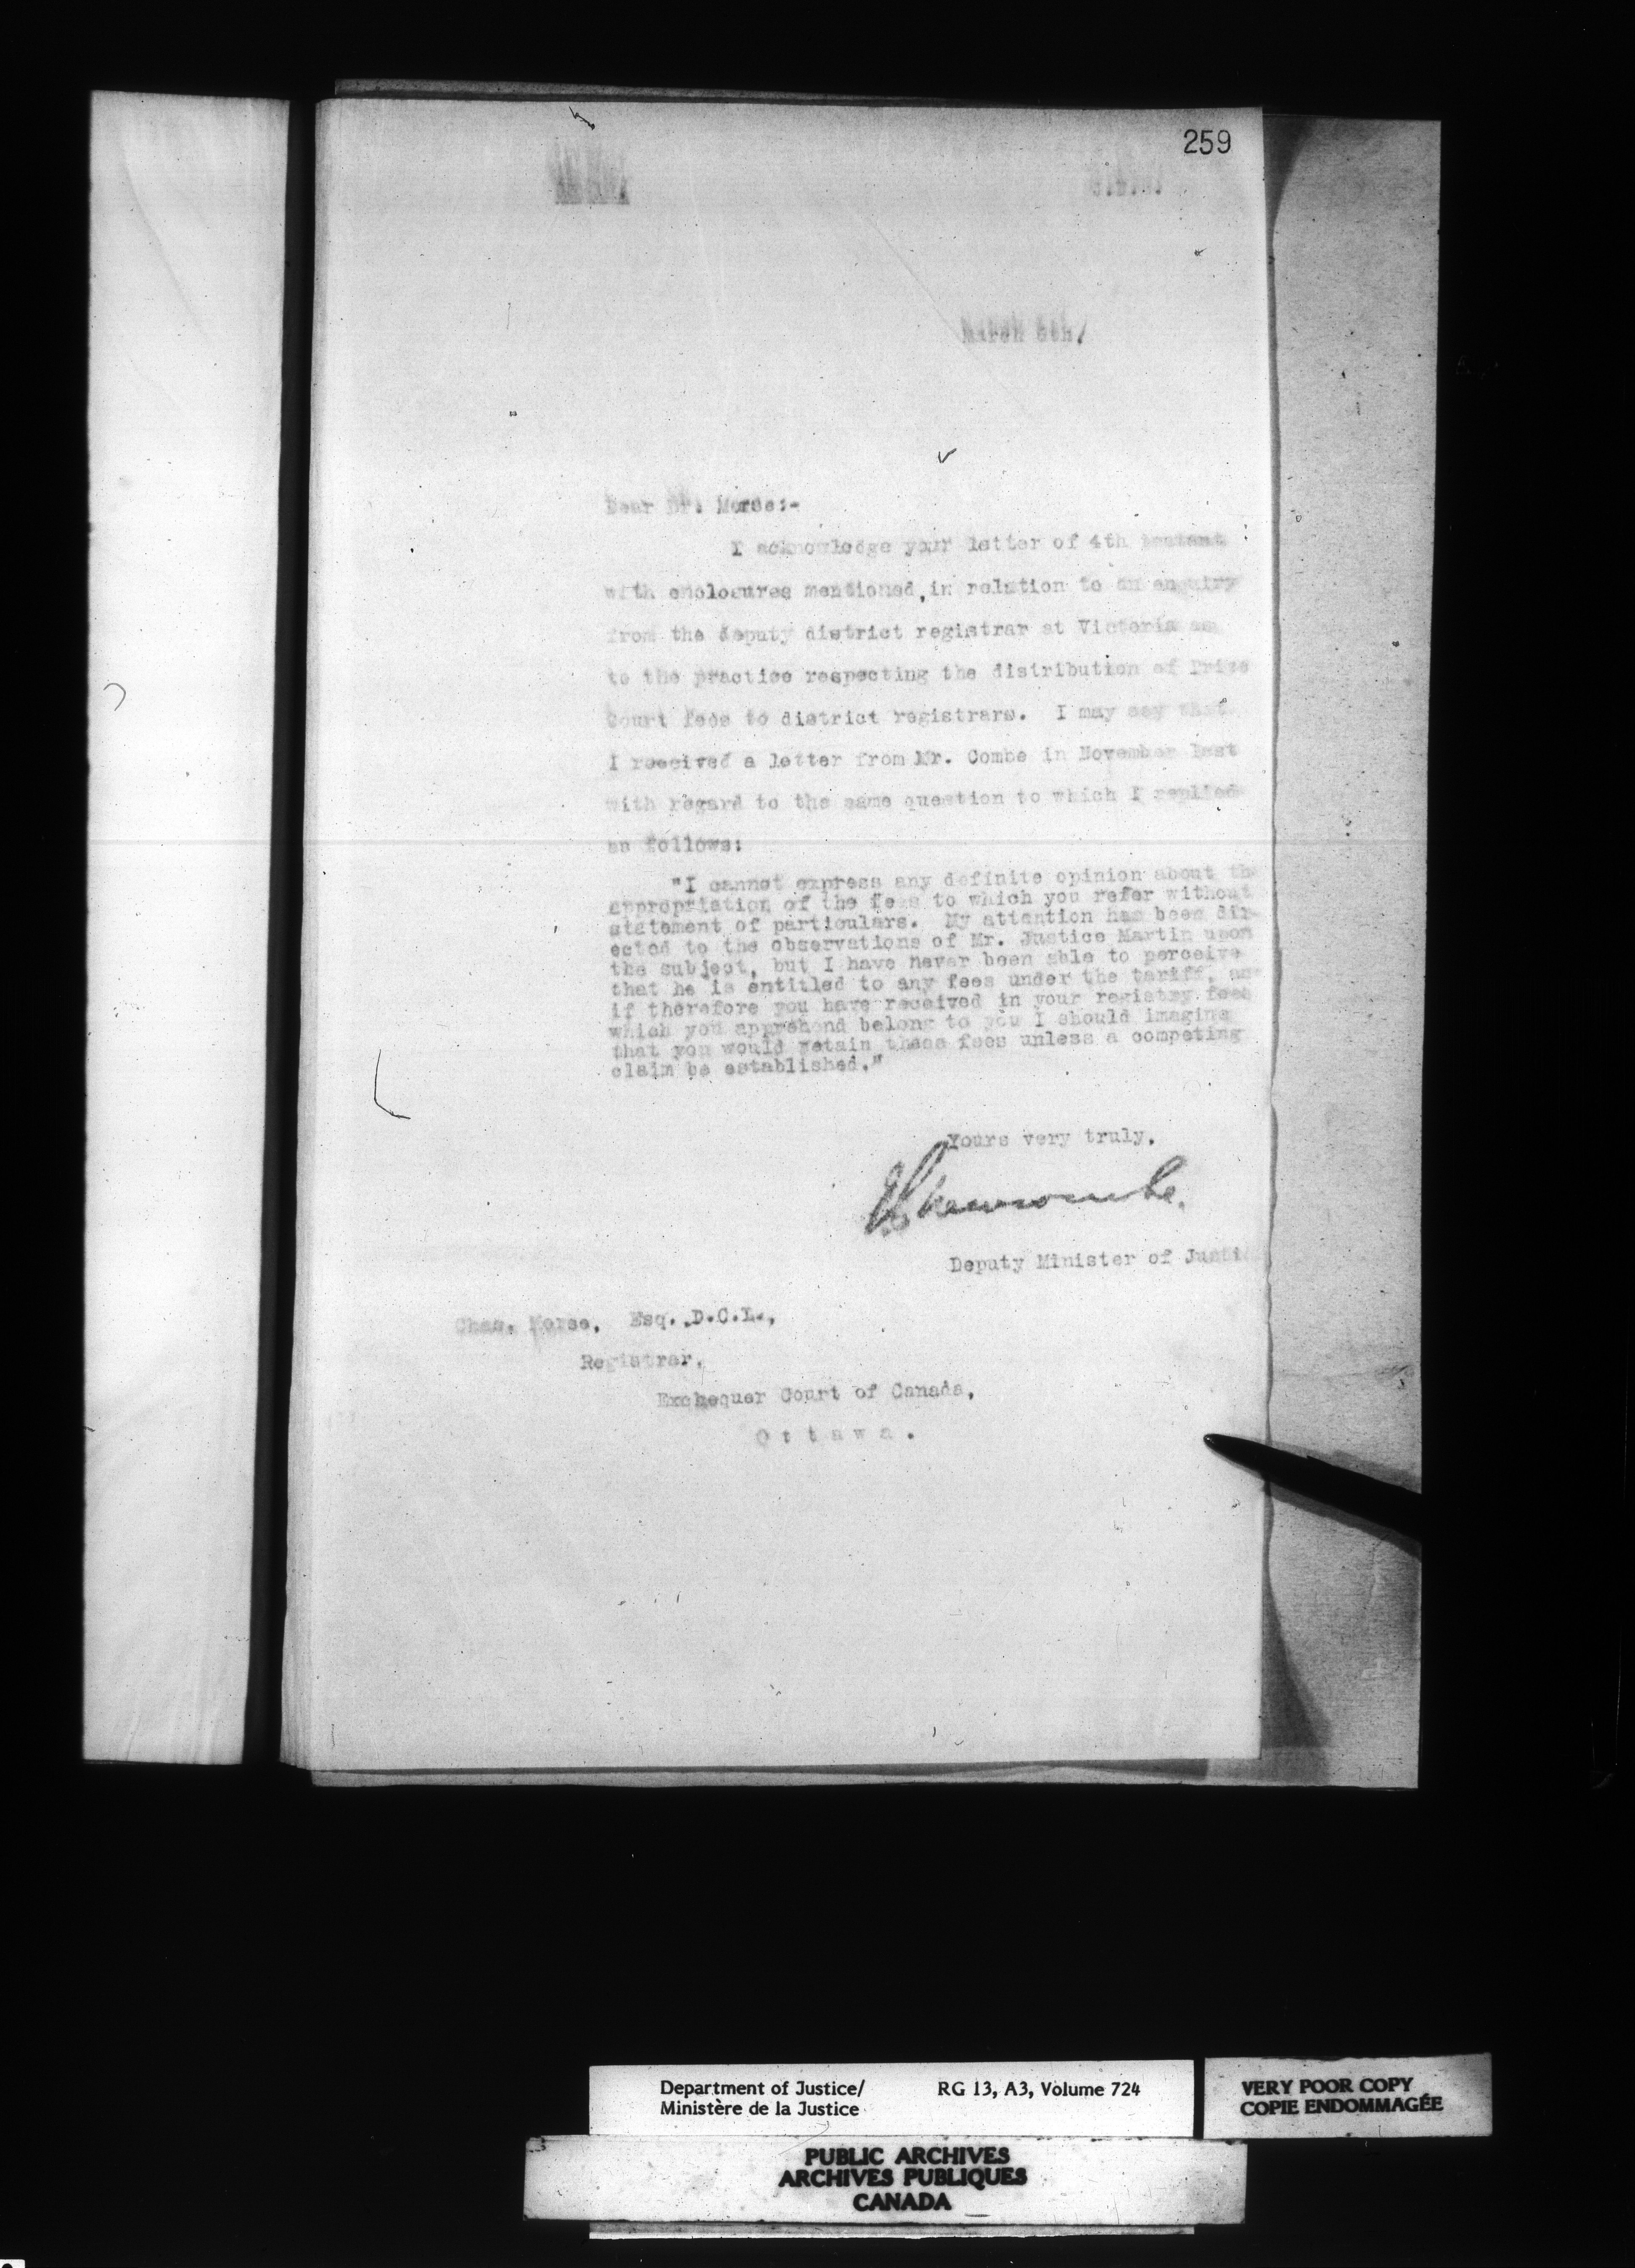 259
March
Dear Dr. Morse:-
I acknowledge your letter of 4th instant
with enclosures mentioned, in relation to an enquiry
from the deputy district registrar at Victoria as
to the practice respecting the distribution of Prize
Court fees to district registrars. I may say that
I received a letter from Mr. Combe in November last
with regard to the same question to which I replied
as follows:
"I cannot express any definite opinion about the
appropriation of the fees to which you refer without
statement of particulars. My attention has been dir-
ected to the observations of Mr. Justice Martin upon
the subject, but I have never been able to perceive
that he is entitled to any fees under the tariff,
if therefore you have received in your registry fees
which you apprehend belong to you I should imagine
that you would retain these fees unless a competing
claim be established."
Yours very truly,
Newcombe.
Deputy Minister of Justi
Chas. Morse, Esq. D.C.L.,
Registrar,
Exchequer Court of Canada,
Ottawa.
Department of Justice/ RG 13, A3, Volume 724
Ministère de la Justice
VERY POOR COPY
COPIE ENDOMMAGÉE
PUBLIC ARCHIVES
ARCHIVES PUBLIQUES
CANADA